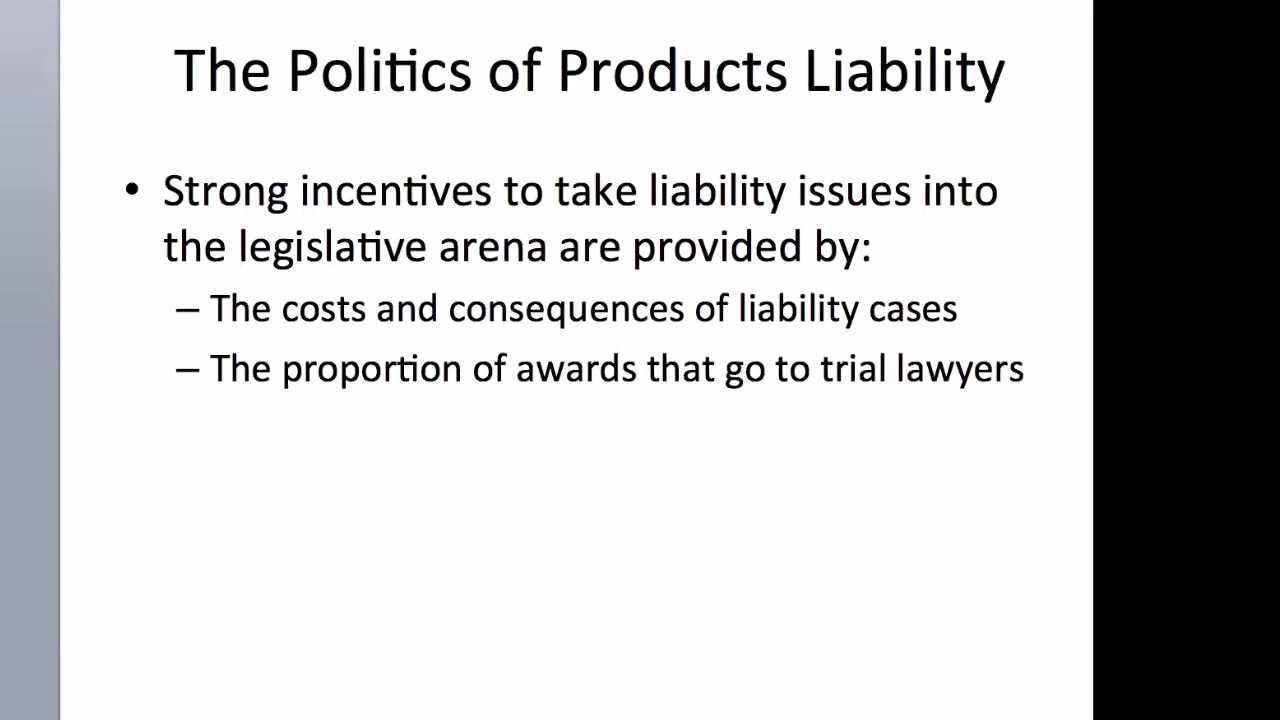 The Politics of Products Liability
• Strong incentives to take liability issues into
the legislative arena are provided by:
– The costs and consequences of liability cases
– The proportion of awards that go to trial lawyers